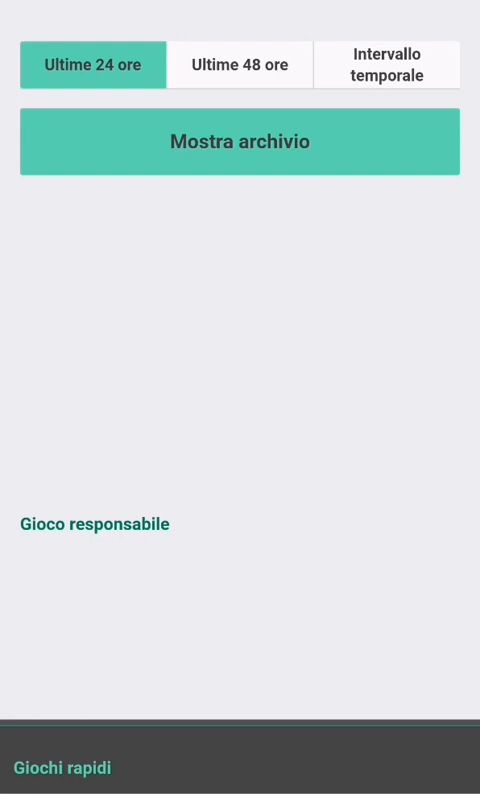 Ultime 24 ore
Ultime 48 ore
Intervallo
temporale
Mostra archivio
Gioco responsabile
Giochi rapidi